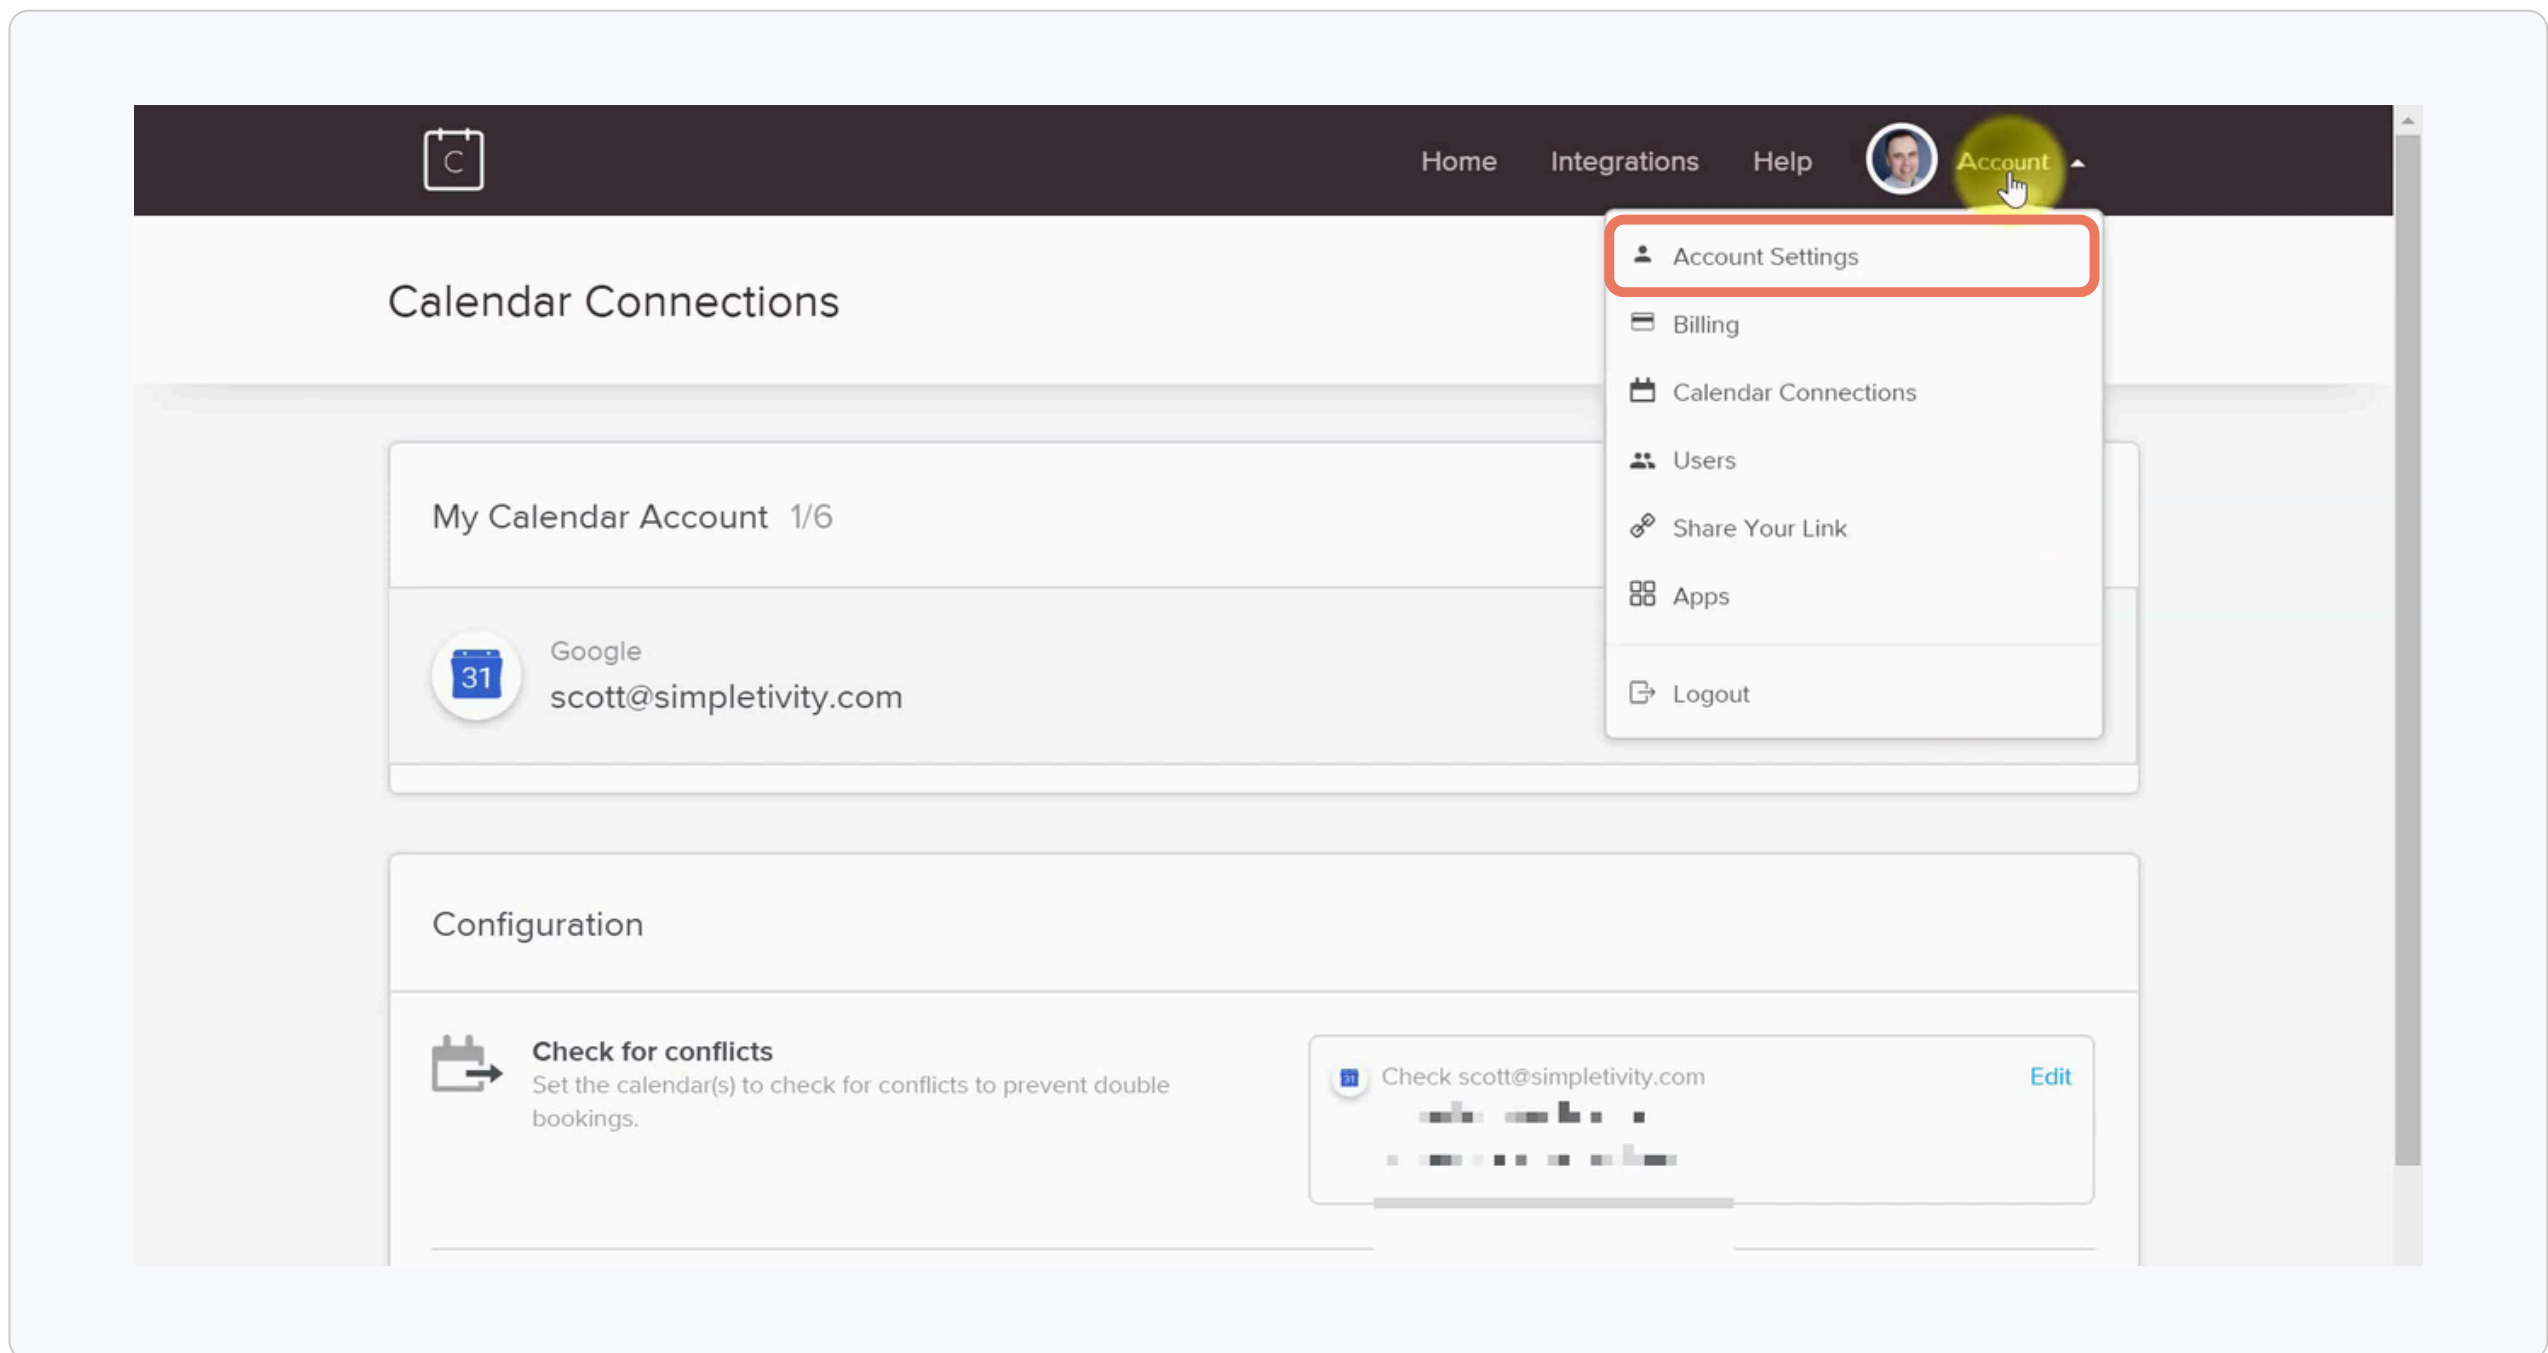 C
Home Integrations Help Account
Account Settings
Billing
Calendar Connections
Users
Share Your Link
Apps
Logout
Calendar Connections
My Calendar Account 1/6
31
Google
scott@simpletivity.com
Configuration
Check for conflicts
Set the calendar(s) to check for conflicts to prevent double
bookings.
31 Check scott@simpletivity.com Edit